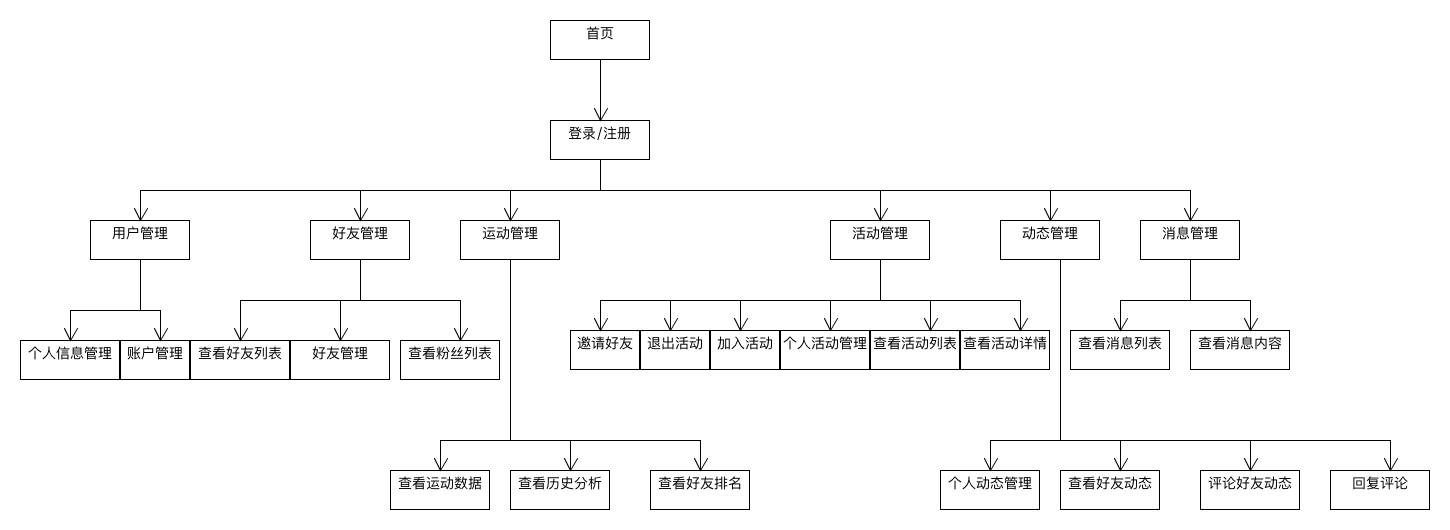 首页
登录/注册
用户管理
好友管理
运动管理
活动管理
动态管理
消息管理
个人信息管理
账户管理
查看好友列表
好友管理
查看粉丝列表
邀请好友
退出活动
加入活动
个人活动管理
查看活动列表
查看活动详情
查看消息列表
查看消息内容
查看运动数据
查看历史分析
查看好友排名
个人动态管理
查看好友动态
评论好友动态
回复评论